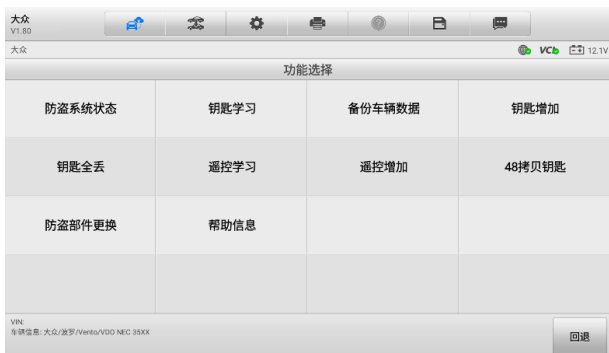 大众
V1.80
大众 VCI 12.1V
功能选择
防盗系统状态 钥匙学习 备份车辆数据 钥匙增加
钥匙全丢 遥控学习 遥控增加 48拷贝钥匙
防盗部件更换 帮助信息
VIN:
车辆信息: 大众/波罗/Vento/VDO NEC 35XX
回退